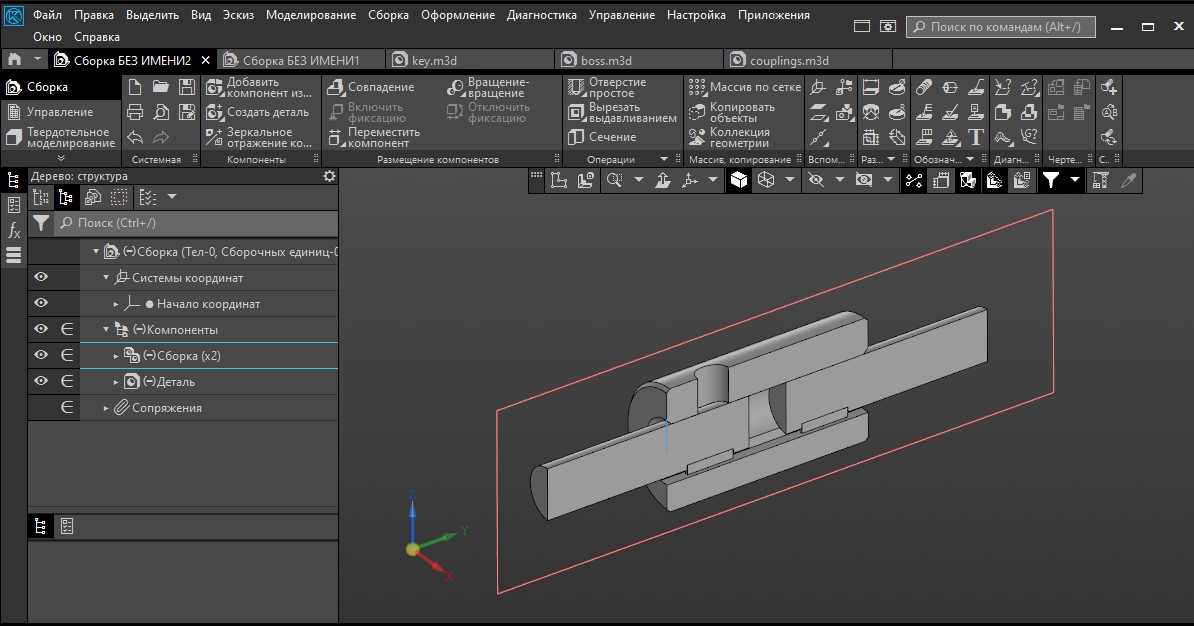 Файл Правка Выделить Вид Эскиз Моделирование Сборка Оформление Диагностика Управление Настройка Приложения
Окно Справка
Поиск по командам (Alt+/)
Сборка БЕЗ ИМЕНИ2
Сборка БЕЗ ИМЕНИ1
key.m3d
boss.m3d
couplings.m3d
Сборка
Управление
Твердотельное
моделирование
Системная
Добавить
компонент из...
Создать деталь
Зеркальное
отражение ко...
Компоненты
Совпадение
Включить
фиксацию
Переместить
компонент
Вращение-
вращение
Отключить
фиксацию
Размещение компонентов
Отверстие
простое
Вырезать
выдавливанием
Сечение
Операции
Массив по сетке
Копировать
объекты
Коллекция
геометрии
Массив, копирование
Вспом...
Раз...
Обознач...
Диагн...
Черте...
С...
Дерево: структура
Поиск (Ctrl+/)
(-)Сборка (Тел-0, Сборочных единиц-0
Системы координат
Начало координат
(-)Компоненты
(-)Сборка (x2)
(-)Деталь
Сопряжения
Z
Y
X